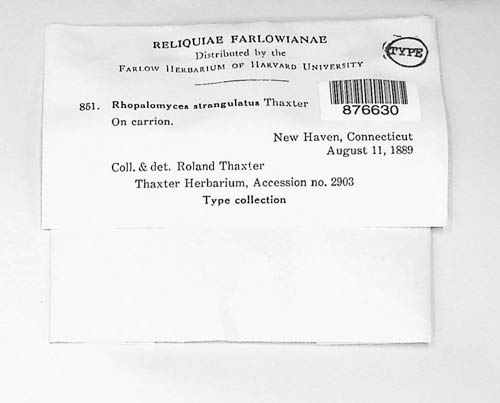 RELIQUIAE FARLOWIANAE
Distributed by the
FARLOW HERBARIUM OF HARVARD UNIVERSITY
TYPE
876630
851. Rhopalomyces strangulatus Thaxter
On carrion.
New Haven, Connecticut
August 11, 1889
Coll. & det. Roland Thaxter
Thaxter Herbarium, Accession no. 2903
Type collection